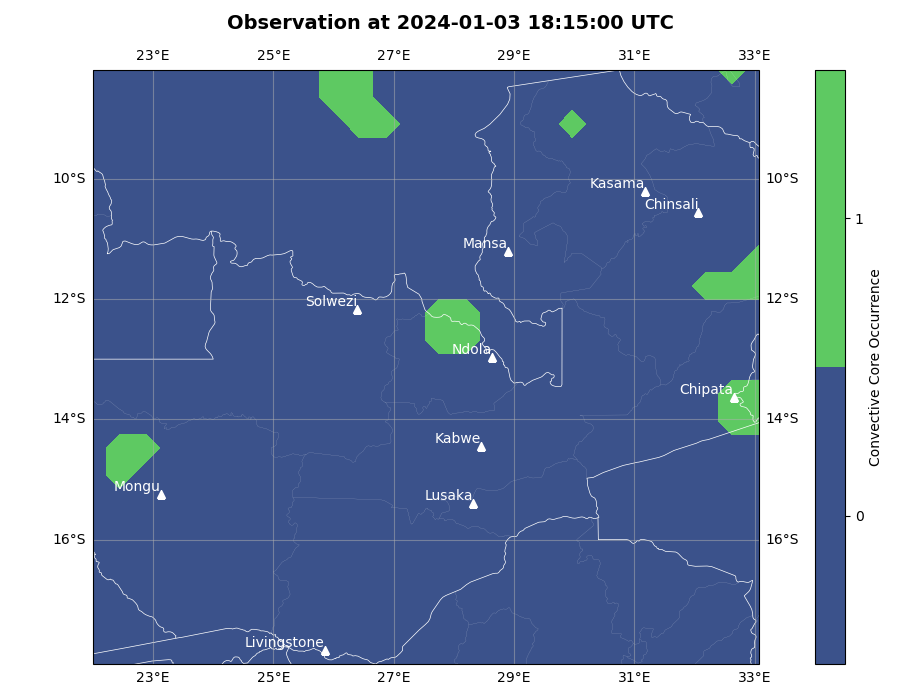 Observation at 2024-01-03 18:15:00 UTC
23°E 25°E 27°E 29°E 31°E 33°E
10°S 10°S
Kasama
Chinsali
Mansa
12°S 12°S
Solwezi
Ndola
Chipata
14°S 14°S
Kabwe
Mongu
Lusaka
16°S 16°S
Livingstone
23°E 25°E 27°E 29°E 31°E 33°E
1
0
Convective Core Occurrence